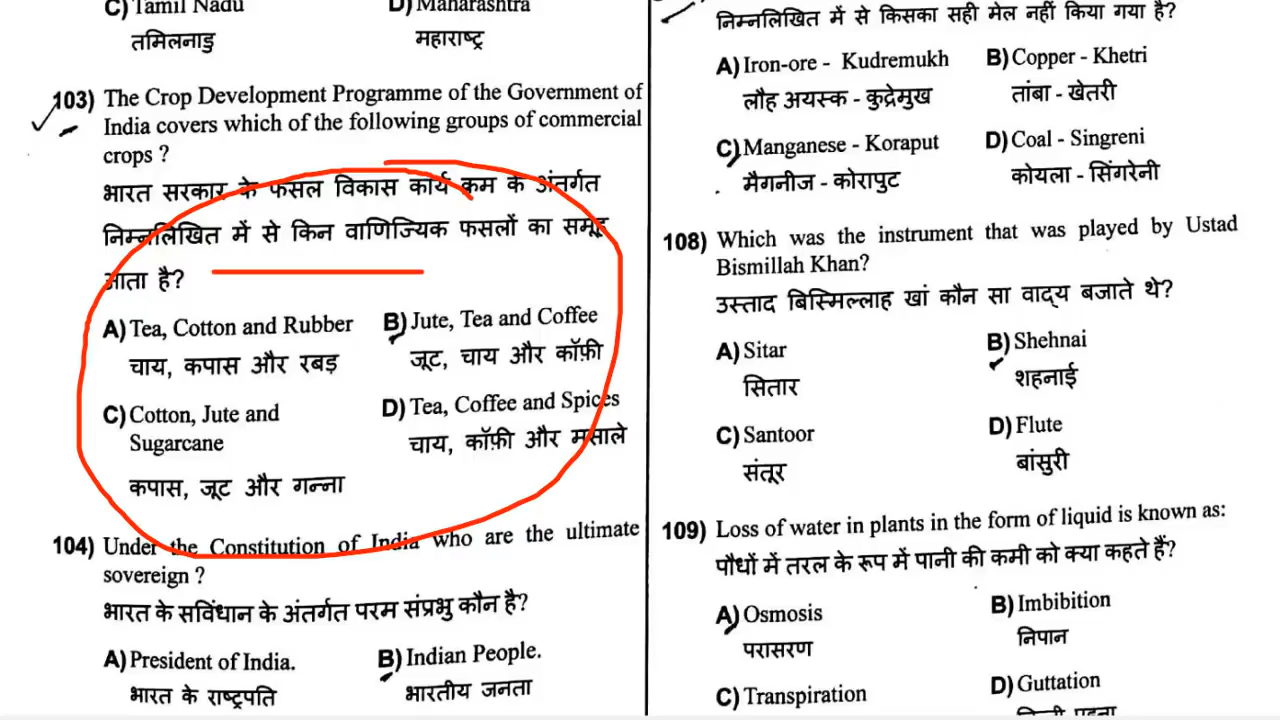 C) Tamil Nadu
D) Maharashtra
तमिलनाडु
महाराष्ट्र
103) The Crop Development Programme of the Government of
India covers which of the following groups of commercial
crops ?
भारत सरकार के फसल विकास कार्य क्रम के अंतर्गत
निम्नलिखित में से किन वाणिज्यिक फसलों का समूह
आता है?
A) Tea, Cotton and Rubber
B) Jute, Tea and Coffee
चाय, कपास और रबड़
जूट, चाय और कॉफ़ी
C) Cotton, Jute and
Sugarcane
D) Tea, Coffee and Spices
चाय, कॉफ़ी और मसाले
कपास, जूट और गन्ना
104) Under the Constitution of India who are the ultimate
sovereign ?
भारत के सविंधान के अंतर्गत परम संप्रभु कौन है?
A) President of India.
B) Indian People.
भारत के राष्ट्रपति
भारतीय जनता
निम्नलिखित में से किसका सही मेल नहीं किया गया है?
A) Iron-ore - Kudremukh
B) Copper - Khetri
लौह अयस्क - कुद्रेमुख
तांबा - खेतरी
C) Manganese - Koraput
D) Coal - Singreni
मैगनीज - कोरापुट
कोयला - सिंगरेनी
108) Which was the instrument that was played by Ustad
Bismillah Khan?
उस्ताद बिस्मिल्लाह खां कौन सा वाद्य बजाते थे?
A) Sitar
B) Shehnai
सितार
शहनाई
C) Santoor
D) Flute
संतूर
बांसुरी
109) Loss of water in plants in the form of liquid is known as:
पौधों में तरल के रूप में पानी की कमी को क्या कहते हैं?
A) Osmosis
B) Imbibition
परासरण
निपान
C) Transpiration
D) Guttation